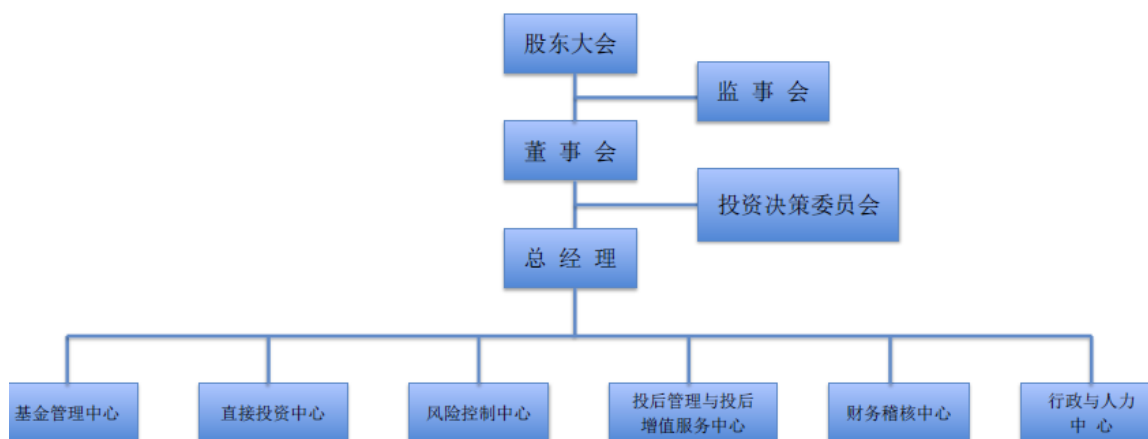 股东大会
监 事 会
董 事 会
投资决策委员会
总 经 理
基金管理中心
直接投资中心
风险控制中心
投后管理与投后
增值服务中心
财务稽核中心
行政与人力
中 心